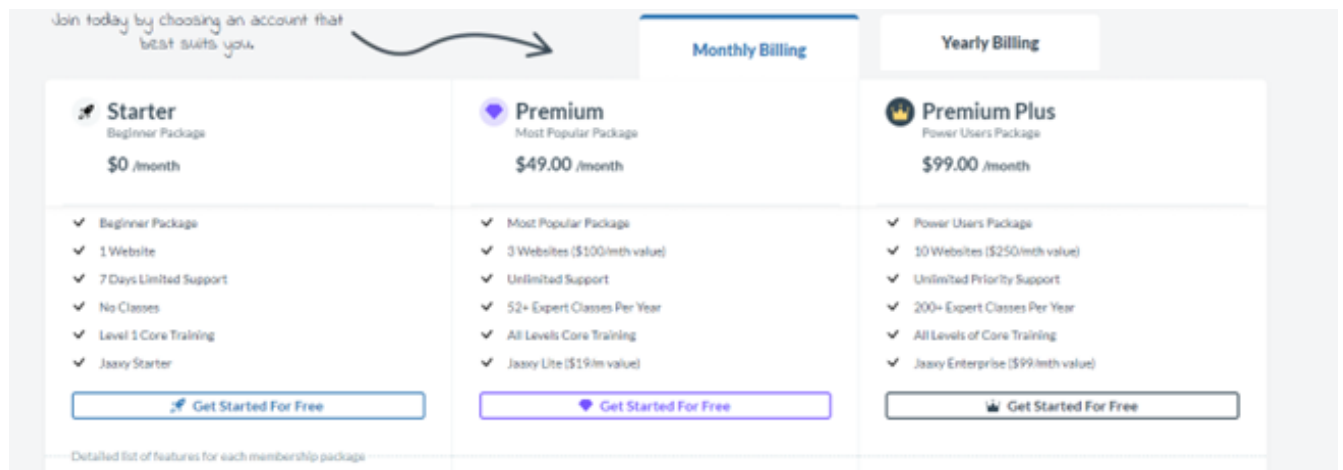 Join today by choosing an account that
best suits you.
Monthly Billing
Yearly Billing
Starter
Beginner Package
$0 /month
Premium
Most Popular Package
$49.00 /month
Premium Plus
Power Users Package
$99.00 /month
Beginner Package
1 Website
7 Days Limited Support
No Classes
Level 1 Core Training
Jaaxy Starter
Get Started For Free
Most Popular Package
3 Websites ($100/mth value)
Unlimited Support
52+ Expert Classes Per Year
All Levels Core Training
Jaaxy Lite ($19/m value)
Get Started For Free
Power Users Package
10 Websites ($250/mth value)
Unlimited Priority Support
200+ Expert Classes Per Year
All Levels of Core Training
Jaaxy Enterprise ($99/mth value)
Get Started For Free
Detailed list of features for each membership package